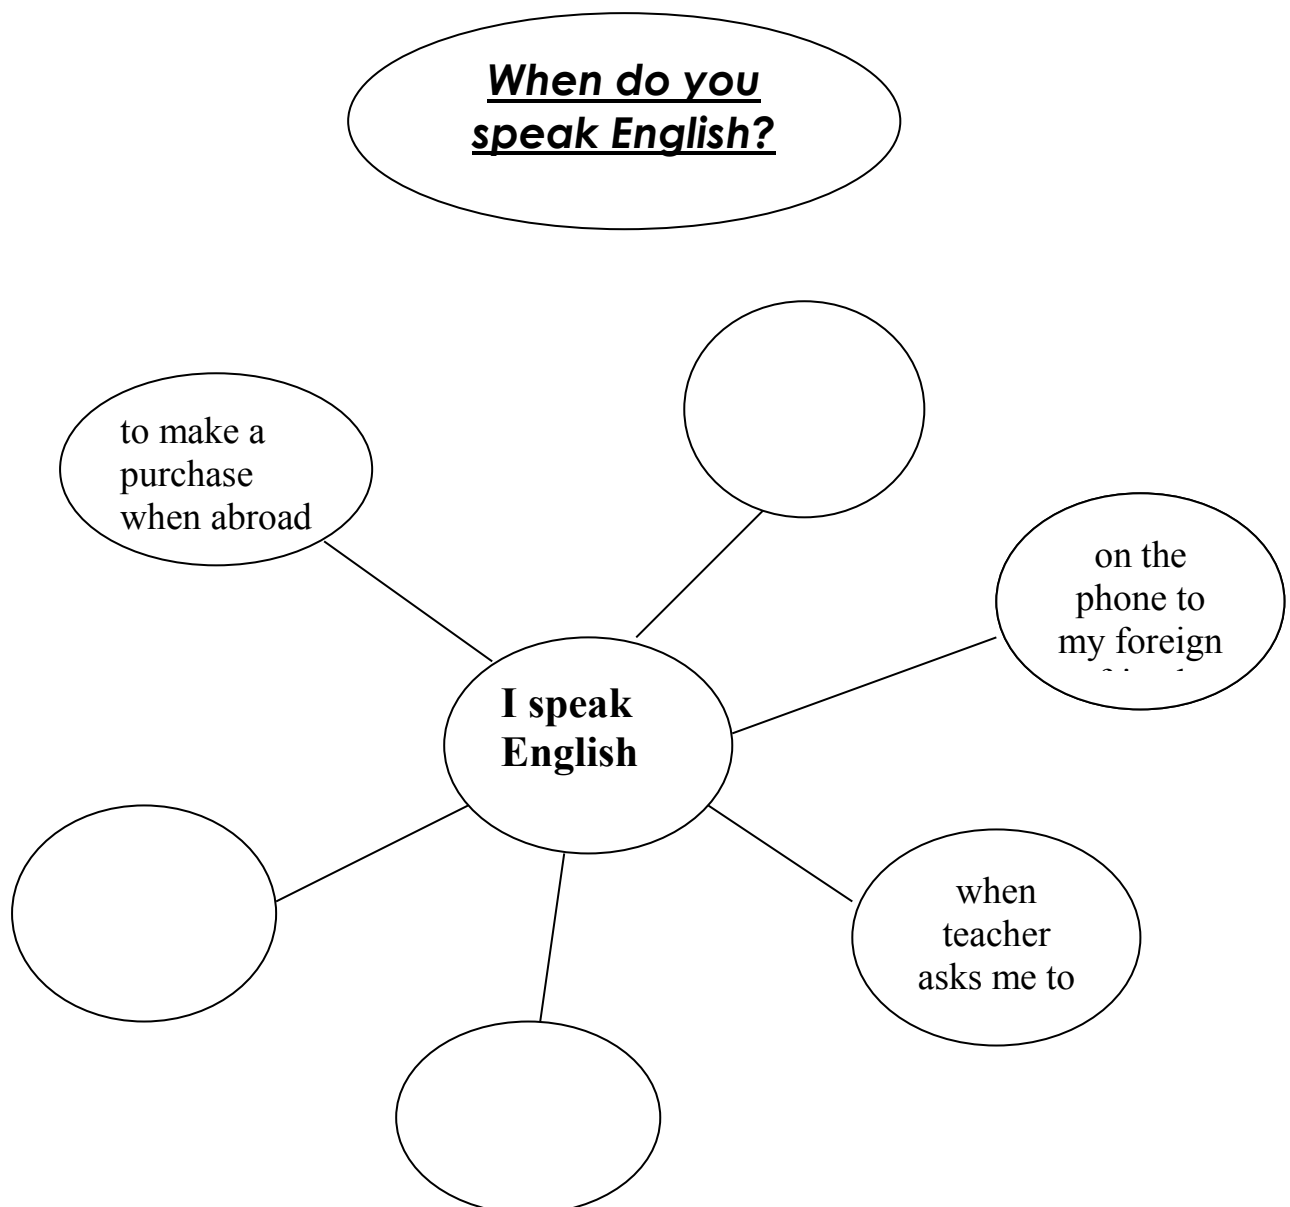 When do you
speak English?
to make a
purchase
when abroad
on the
phone to
my foreign
I speak
English
when
teacher
asks me to